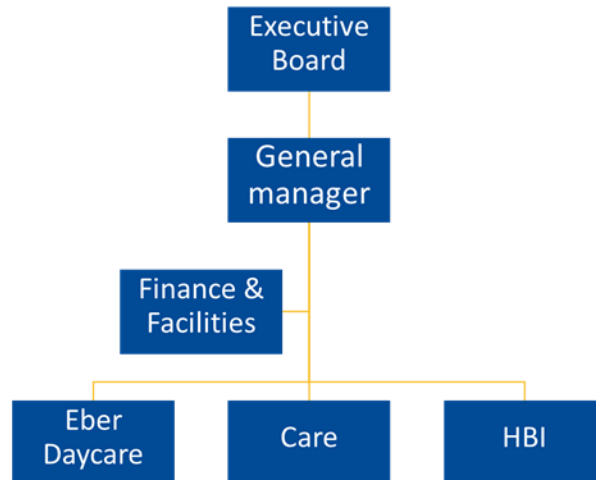 Executive
Board
General
manager
Finance &
Facilities
Eber
Daycare
Care
HBI